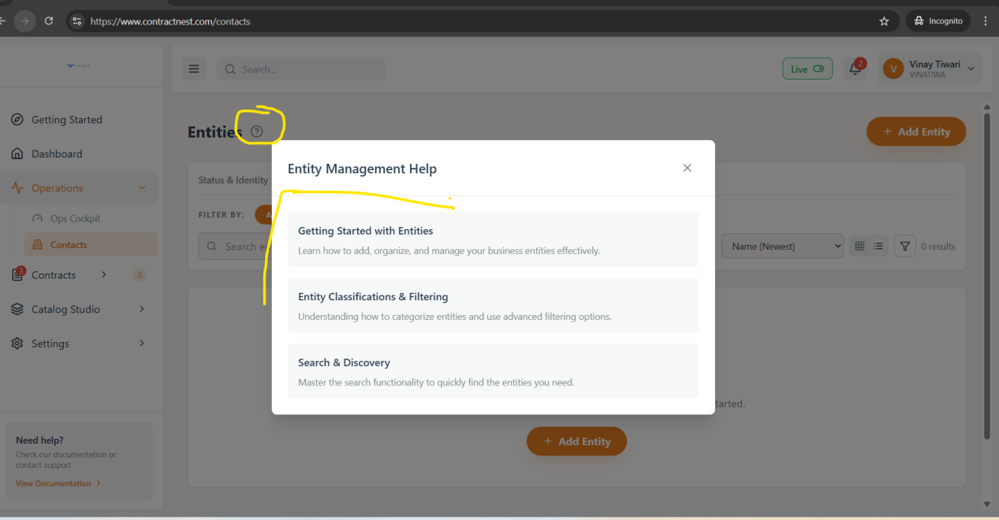 https://www.contractnest.com/contacts
Incognito
Search...
Live
2
V
Vinay Tiwari
VINATIWA
Getting Started
Dashboard
Operations
Ops Cockpit
Contacts
3
Contracts
3
Catalog Studio
Settings
Need help?
Check our documentation or
contact support
View Documentation
Entities
+ Add Entity
Status & Identity
FILTER BY:
Search
Name (Newest)
0 results
Entity Management Help
Getting Started with Entities
Learn how to add, organize, and manage your business entities effectively.
Entity Classifications & Filtering
Understanding how to categorize entities and use advanced filtering options.
Search & Discovery
Master the search functionality to quickly find the entities you need.
tarted.
+ Add Entity